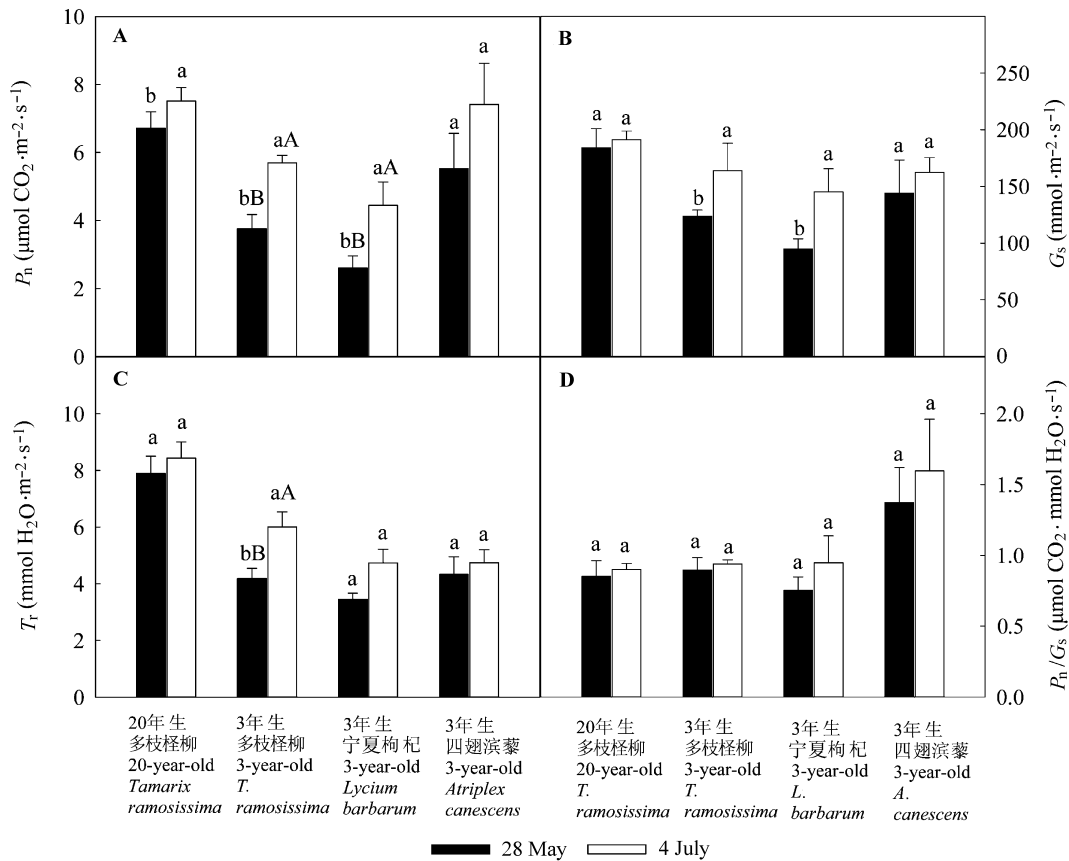 A
10
8
6
4
2
0
Pn (μmol CO2·m−2·s−1)
b a
bB aA
bB aA
a a
B
250
200
150
100
50
0
Gs (mmol·m−2·s−1)
a a
b a
b a
a a
C
10
8
6
4
2
0
Tr (mmol H2O·m−2·s−1)
a a
bB aA
a a
a a
D
2.0
1.5
1.0
0.5
0.0
Pn/Gs (μmol CO2· mmol H2O·s−1)
a a
a a
a a
a a
20年生
多枝柽柳
20-year-old
Tamarix
ramosissima
3年生
多枝柽柳
3-year-old
T.
ramosissima
3年生
宁夏枸杞
3-year-old
Lycium
barbarum
3年生
四翅滨藜
3-year-old
Atriplex
canescens
20年生
多枝柽柳
20-year-old
T.
ramosissima
3年生
多枝柽柳
3-year-old
T.
ramosissima
3年生
宁夏枸杞
3-year-old
L.
barbarum
3年生
四翅滨藜
3-year-old
A.
canescens
28 May 4 July